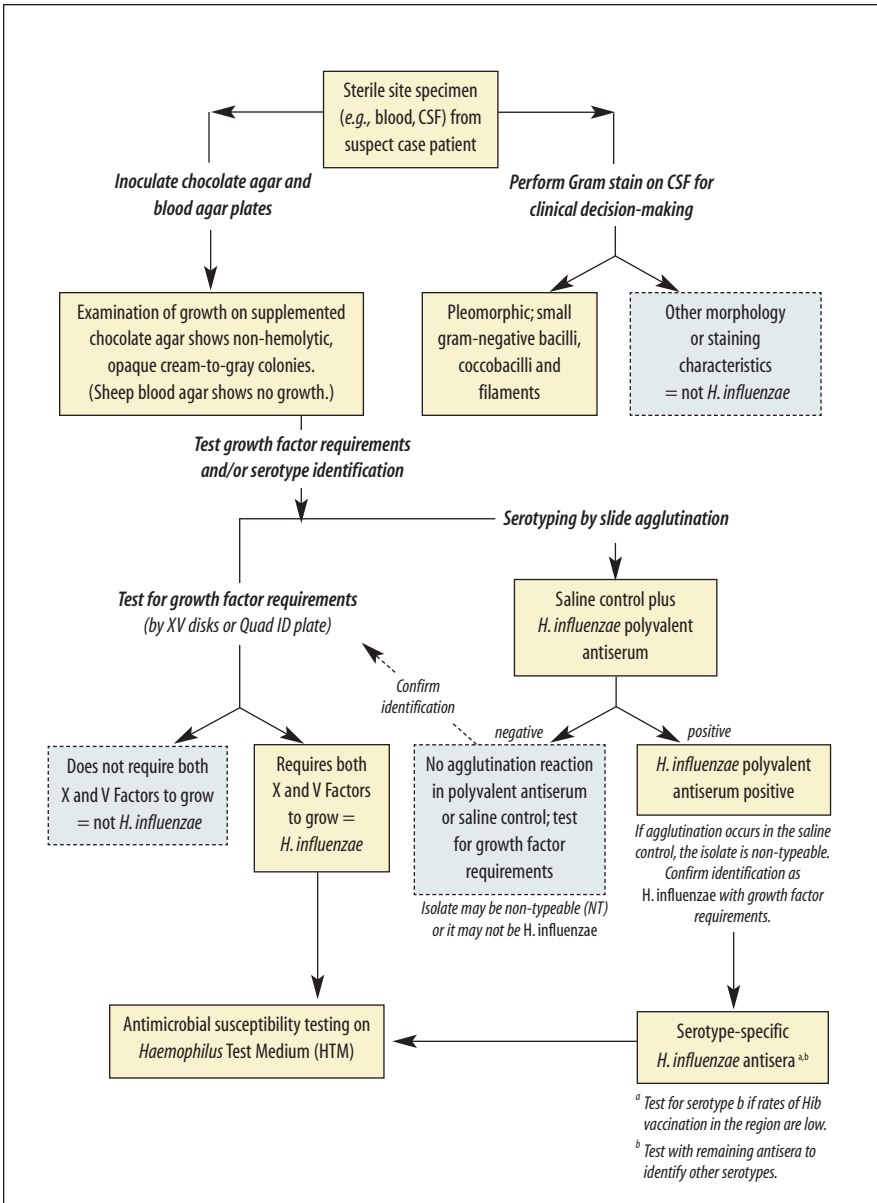 Sterile site specimen
(e.g., blood, CSF) from
suspect case patient
Inoculate chocolate agar and
blood agar plates
Perform Gram stain on CSF for
clinical decision-making
Examination of growth on supplemented
chocolate agar shows non-hemolytic,
opaque cream-to-gray colonies.
(Sheep blood agar shows no growth.)
Pleomorphic; small
gram-negative bacilli,
coccobacilli and
filaments
Other morphology
or staining
characteristics
= not H. influenzae
Test growth factor requirements
and/or serotype identification
Serotyping by slide agglutination
Test for growth factor requirements
(by XV disks or Quad ID plate)
Saline control plus
H. influenzae polyvalent
antiserum
Confirm
identification
negative
positive
Does not require both
X and V Factors to grow
= not H. influenzae
Requires both
X and V Factors
to grow =
H. influenzae
No agglutination reaction
in polyvalent antiserum
or saline control; test
for growth factor
requirements
Isolate may be non-typeable (NT)
or it may not be H. influenzae
H. influenzae polyvalent
antiserum positive
If agglutination occurs in the saline
control, the isolate is non-typeable.
Confirm identification as
H. influenzae with growth factor
requirements.
Antimicrobial susceptibility testing on
Haemophilus Test Medium (HTM)
Serotype-specific
H. influenzae antisera a,b
a Test for serotype b if rates of Hib
vaccination in the region are low.
b Test with remaining antisera to
identify other serotypes.